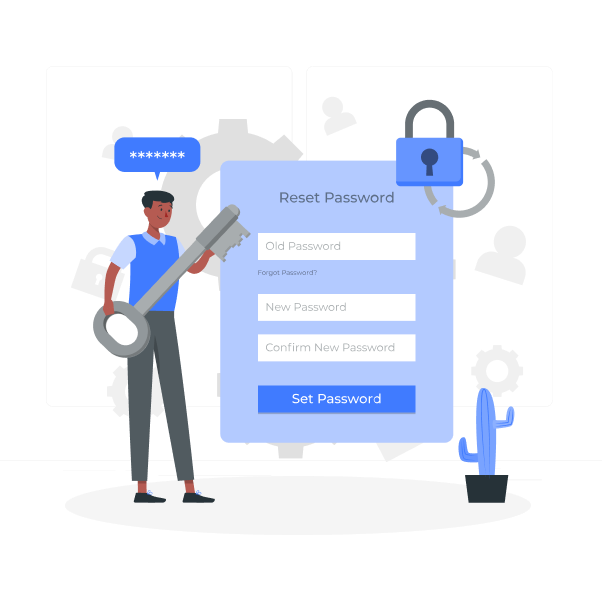 *******
Reset Password
Old Password
Forgot Password?
New Password
Confirm New Password
Set Password